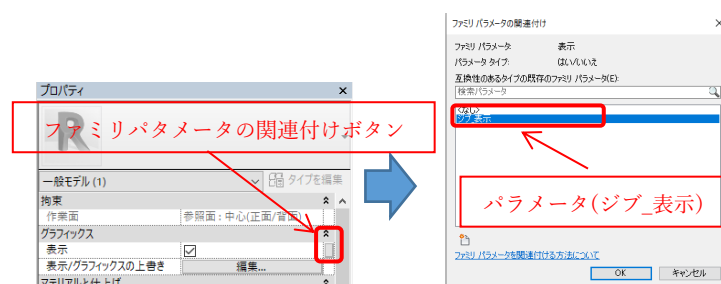 プロパティ
×
R
ファミリパタメータの関連付けボタン
一般モデル (1)
タイプを編集
拘束
作業面
参照面 : 中心(正面/背面)
グラフィックス
表示
表示/グラフィックスの上書き
編集...
マテリアルと仕上げ
ファミリ パラメータの関連付け
×
ファミリ パラメータ:
表示
パラメータ タイプ:
はい/いいえ
互換性のあるタイプの既存のファミリ パラメータ(E):
検索パラメータ
<なし>
ジブ_表示
パラメータ(ジブ_表示)
ファミリ パラメータを関連付ける方法について
OK
キャンセル